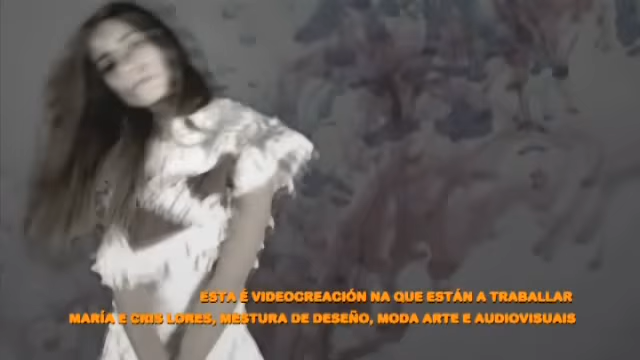 ESTA É VIDEOCREACIÓN NA QUE ESTÁN A TRABALLAR
MARÍA E CRIS LORES, MESTURA DE DESEÑO, MODA ARTE E AUDIOVISUAIS